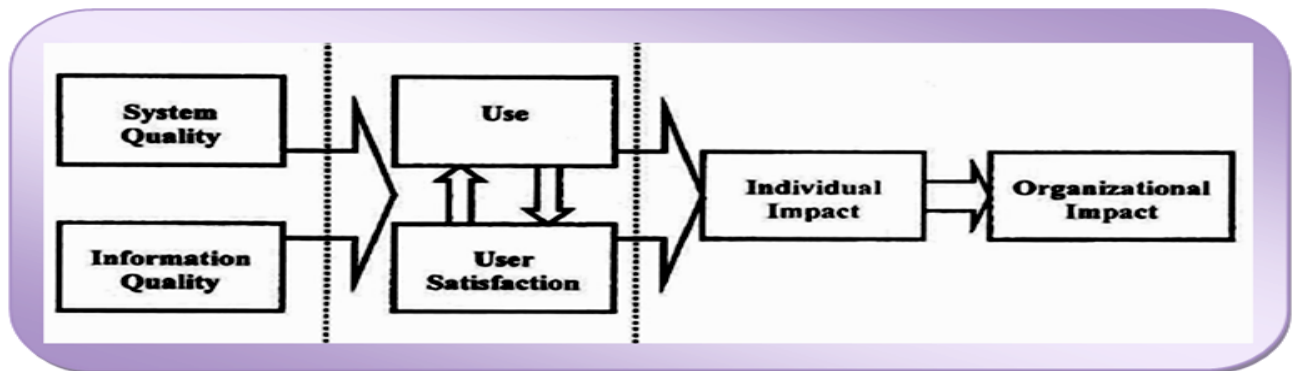 System
Quality
Information
Quality
Use
User
Satisfaction
Individual
Impact
Organizational
Impact